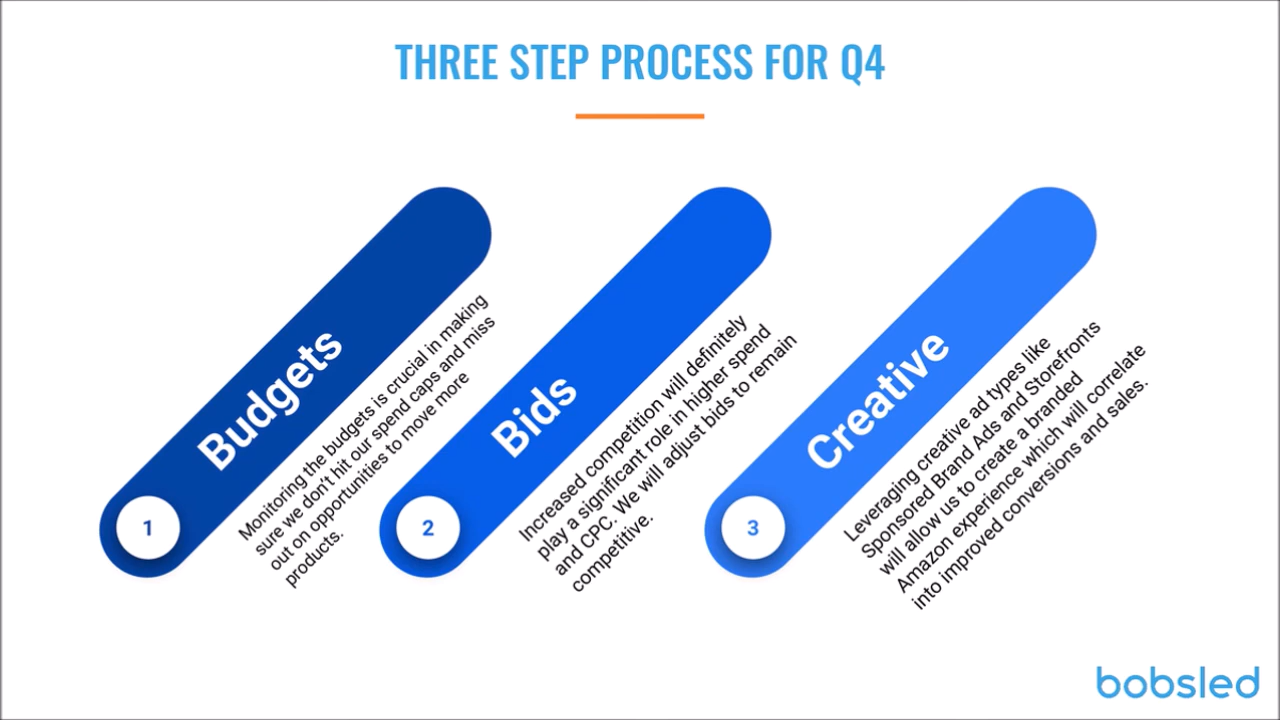 THREE STEP PROCESS FOR Q4
1
Budgets
Monitoring the budgets is crucial in making
sure we don't hit our spend caps and miss
out on opportunities to move more
products.
2
Bids
Increased competition will definitely
play a significant role in higher spend
and CPC. We will adjust bids to remain
competitive.
3
Creative
Leveraging creative ad types like
Sponsored Brand Ads and Storefronts
will allow us to create a branded
Amazon experience which will correlate
into improved conversions and sales.
bobsled